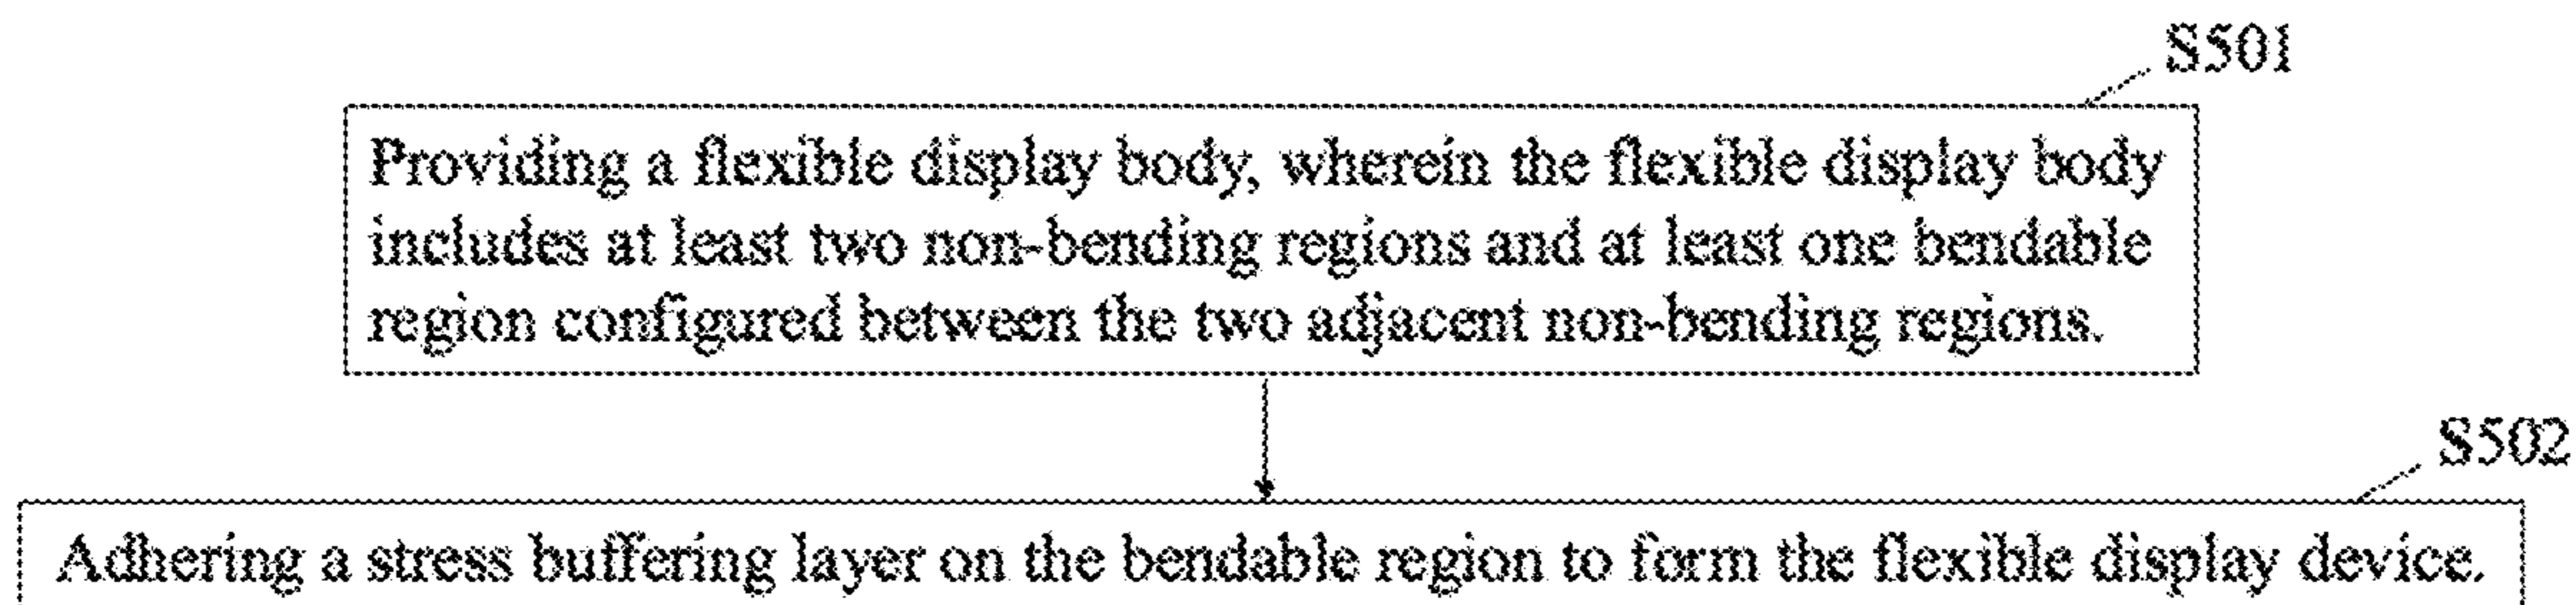 S501
Providing a flexible display body, wherein the flexible display body
includes at least two non-bending regions and at least one bendable
region configured between the two adjacent non-bending regions.
S502
Adhering a stress buffering layer on the bendable region to form the flexible display device.